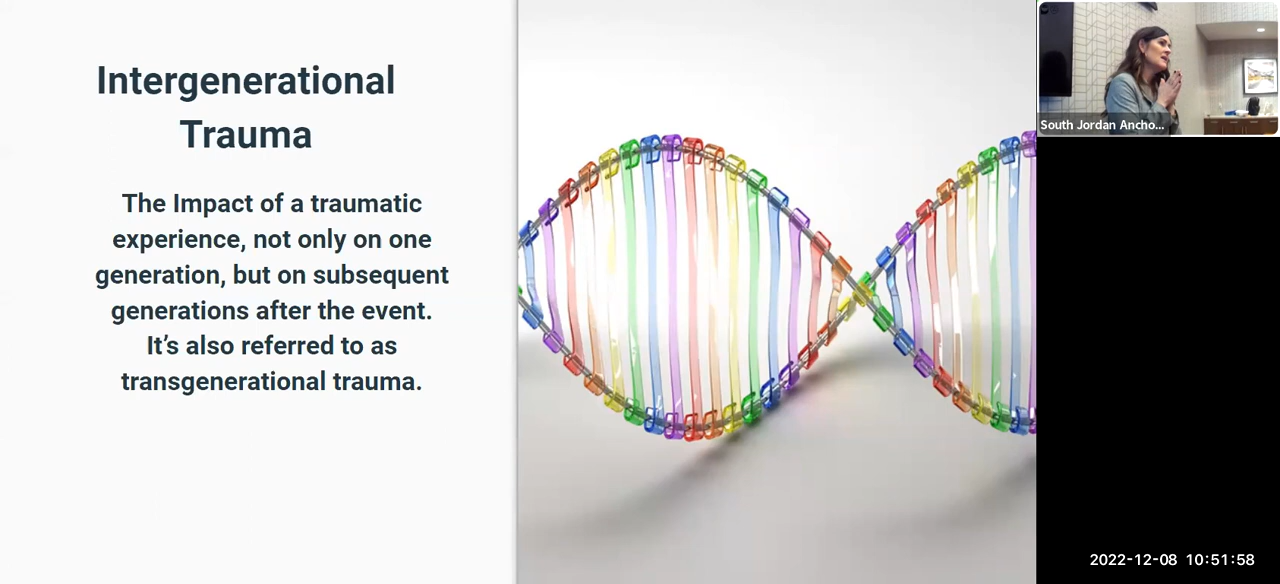 Intergenerational
Trauma
The Impact of a traumatic
experience, not only on one
generation, but on subsequent
generations after the event.
It’s also referred to as
transgenerational trauma.
South Jordan Ancho...
2022-12-08 10:51:58